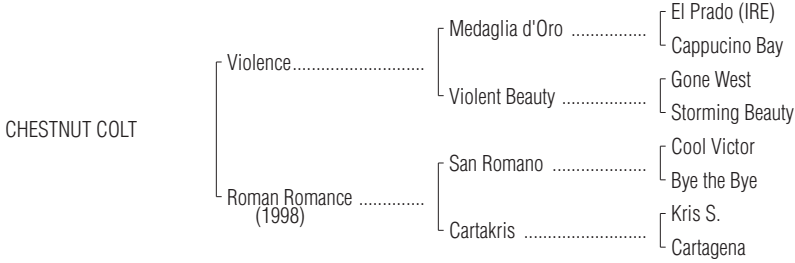 El Prado (IRE)
Medaglia d'Oro ................
Cappucino Bay
Violence............................
Gone West
Violent Beauty ..................
Storming Beauty
CHESTNUT COLT
Cool Victor
San Romano ....................
Bye the Bye
Roman Romance ..............
(1998)
Kris S.
Cartakris ..........................
Cartagena